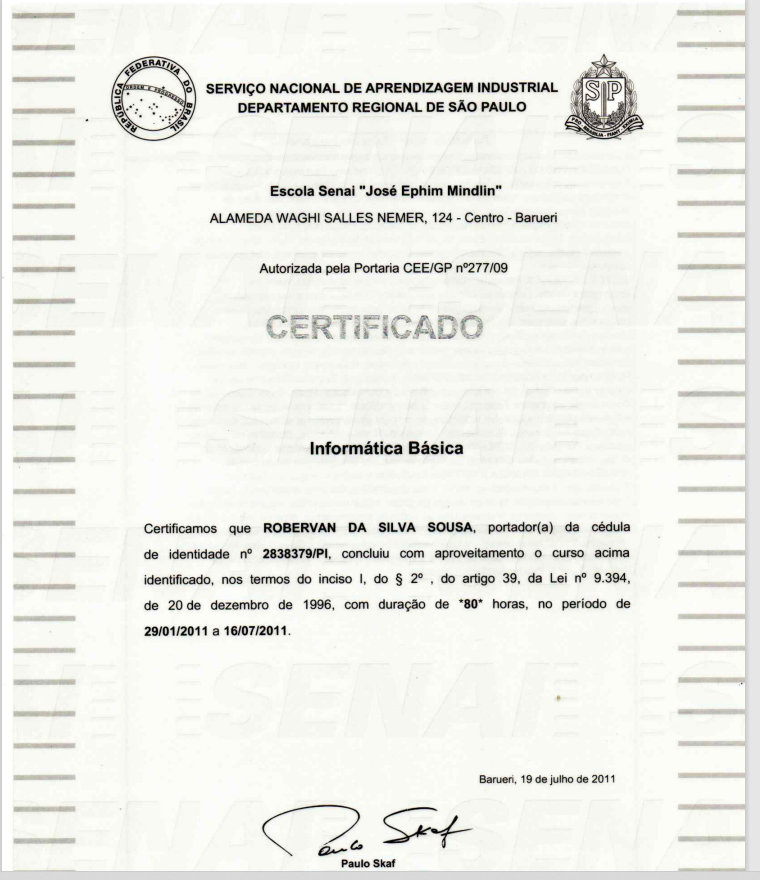 REPÚBLICA FEDERATIVA DO BRASIL
ORDEM E PROGRESSO
SERVIÇO NACIONAL DE APRENDIZAGEM INDUSTRIAL
DEPARTAMENTO REGIONAL DE SÃO PAULO
SP
Escola Senai "José Ephim Mindlin"
ALAMEDA WAGHI SALLES NEMER, 124 - Centro - Barueri
Autorizada pela Portaria CEE/GP nº277/09
CERTIFICADO
Informática Básica
Certificamos que ROBERVAN DA SILVA SOUSA, portador(a) da cédula
de identidade nº 2838379/PI, concluiu com aproveitamento o curso acima
identificado, nos termos do inciso I, do § 2º , do artigo 39, da Lei nº 9.394,
de 20 de dezembro de 1996, com duração de *80* horas, no período de
29/01/2011 a 16/07/2011.
SENAI
Barueri, 19 de julho de 2011
Paulo Skaf
Paulo Skaf